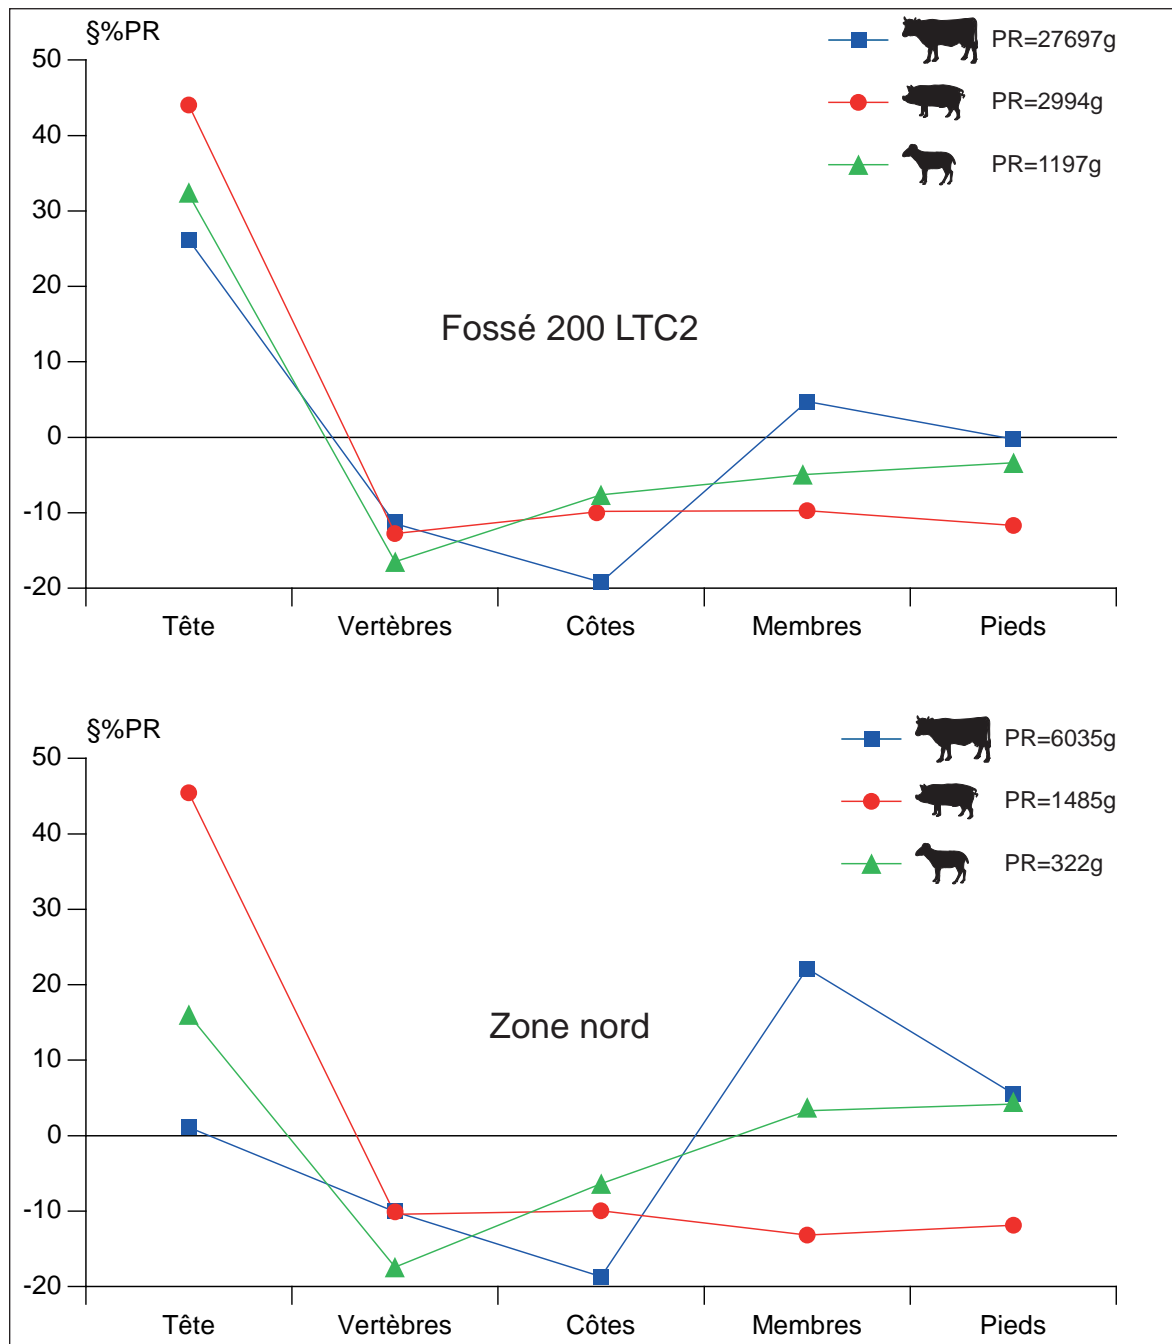 §%PR
PR=27697g
50
PR=2994g
40
PR=1197g
30
20
Fossé 200 LTC2
10
0
-10
-20
Tête Vertèbres Côtes Membres Pieds
§%PR
PR=6035g
50
PR=1485g
40
PR=322g
30
20
Zone nord
10
0
-10
-20
Tête Vertèbres Côtes Membres Pieds